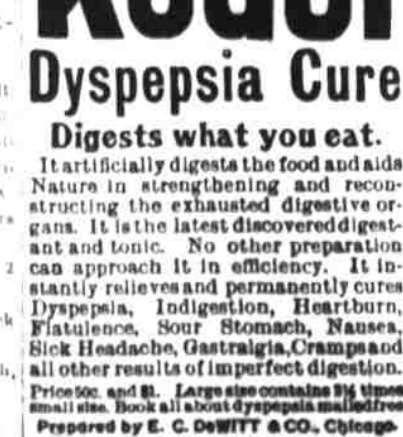 Kodol
Dyspepsia Cure
Digests what you eat.
It artificially digests the food and aids
Nature in strengthening and recon-
structing the exhausted digestive or-
gans. It is the latest discovered digest-
ant and tonic. No other preparation
can approach it in efficiency. It in-
stantly relieves and permanently cures
Dyspepsia, Indigestion, Heartburn,
Flatulence, Sour Stomach, Nausea,
Sick Headache, Gastralgia, Cramps and
all other results of imperfect digestion.
Price 50c. and $1. Large size contains 2½ times
small size. Book all about dyspepsia mailed free
Prepared by E. C. DeWITT & CO., Chicago.